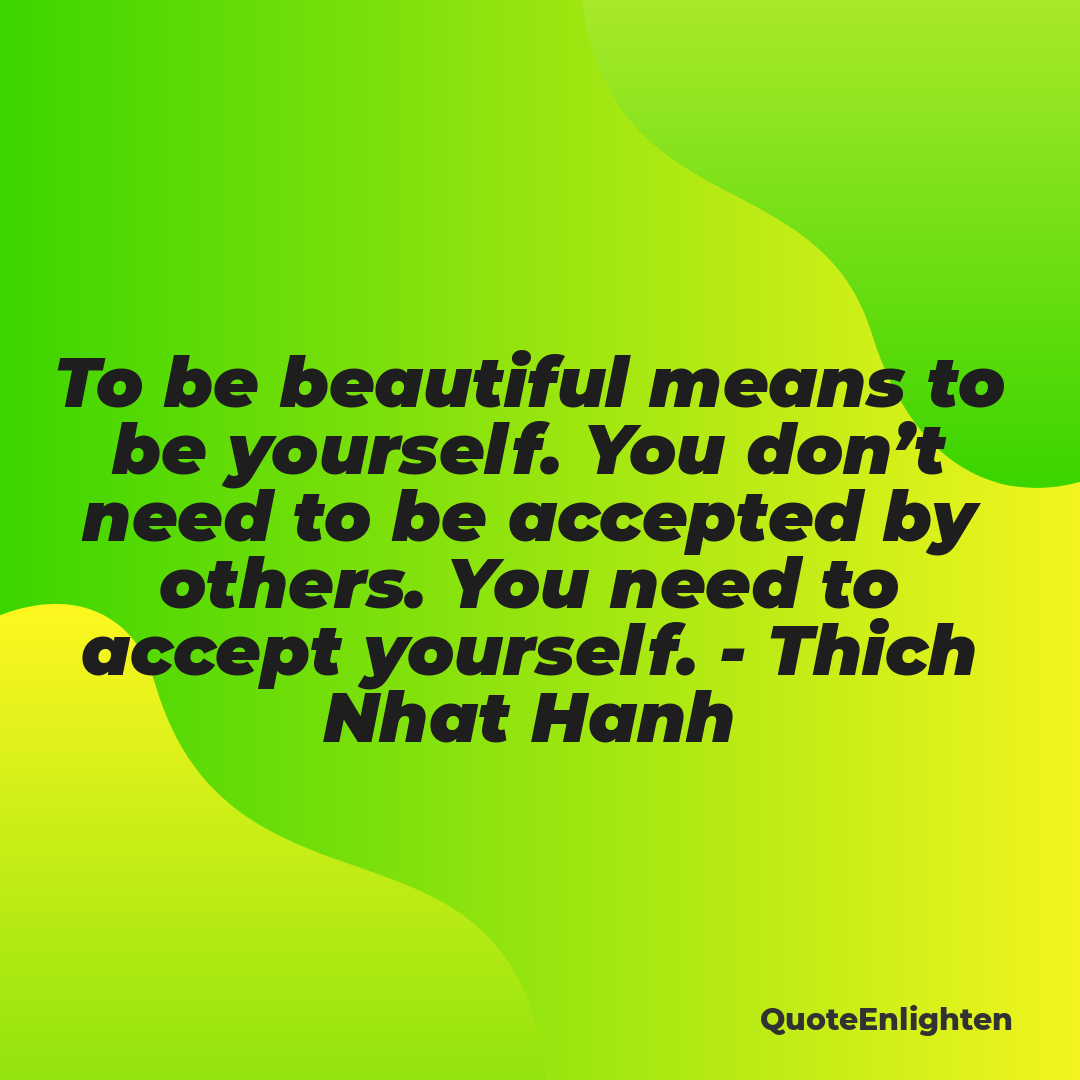 To be beautiful means to
be yourself. You don’t
need to be accepted by
others. You need to
accept yourself. - Thich
Nhat Hanh
QuoteEnlighten